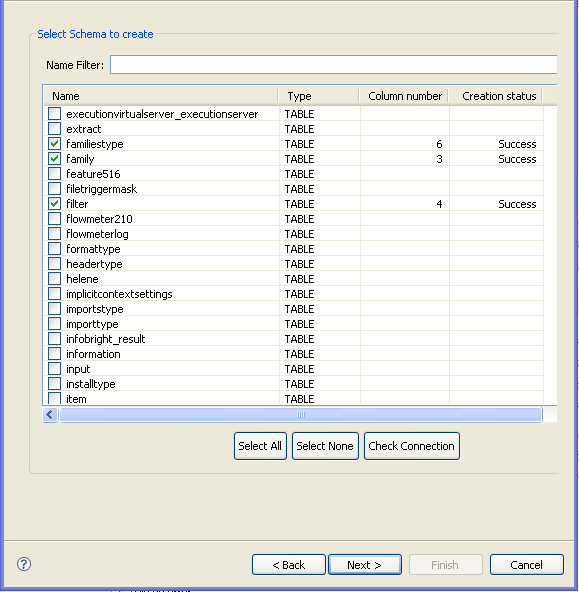 Select Schema to create
Name Filter:
Name Type Column number Creation status
executionvirtualserver_executionserver TABLE
extract TABLE
familiestype TABLE 6 Success
family TABLE 3 Success
feature516 TABLE
filetriggermask TABLE
filter TABLE 4 Success
flowmeter210 TABLE
flowmeterlog TABLE
formattype TABLE
headertype TABLE
helene TABLE
implicitcontextsettings TABLE
importstype TABLE
importtype TABLE
infobright_result TABLE
information TABLE
input TABLE
installtype TABLE
item TABLE
Select All Select None Check Connection
? < Back Next > Finish Cancel